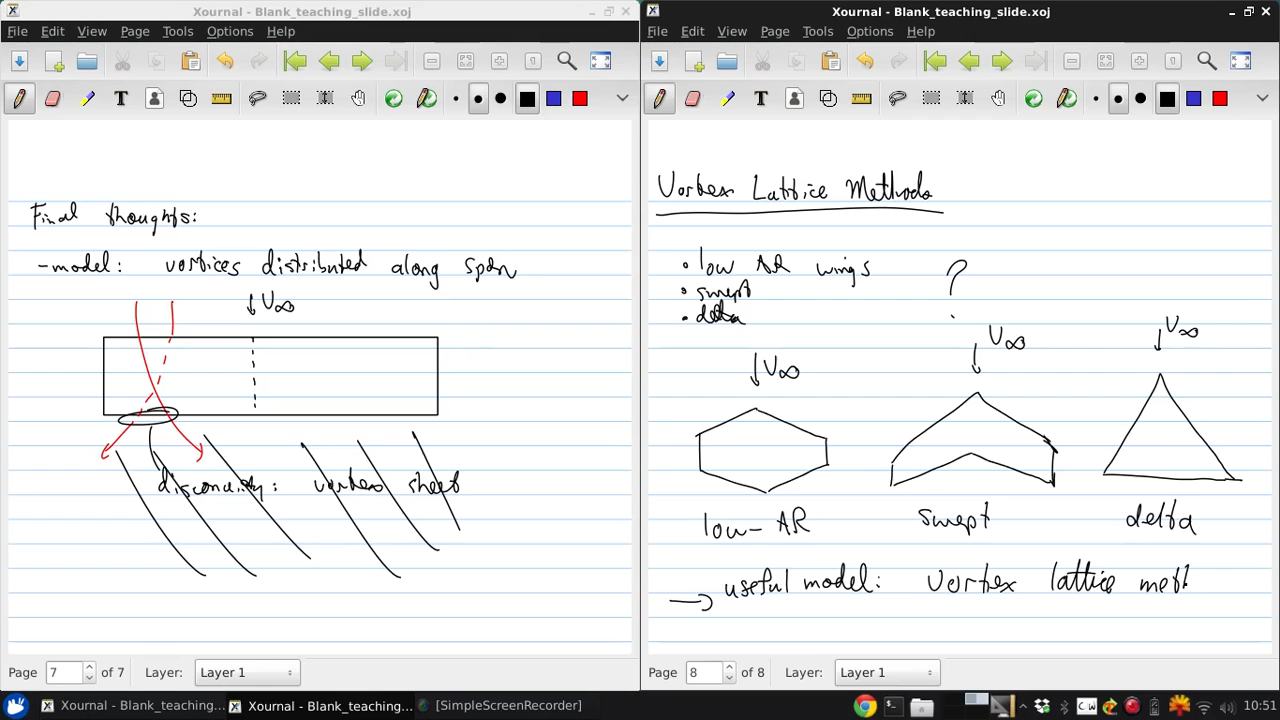 Xournal - Blank_teaching_slide.xoj
File Edit View Page Tools Options Help
Final thoughts:
-model: vortices distributed along span
V∞
vortex sheet
Page 7 of 7 Layer: Layer 1
Xournal - Blank_teaching_slide.xoj
File Edit View Page Tools Options Help
Vortex Lattice Methods
• low AR wings ?
• swept
• delta
V∞ V∞ V∞
low-AR swept delta
→ useful model: vortex lattice meth
Page 8 of 8 Layer: Layer 1
Xournal - Blank_teaching... Xournal - Blank_teaching... [SimpleScreenRecorder] 10:51